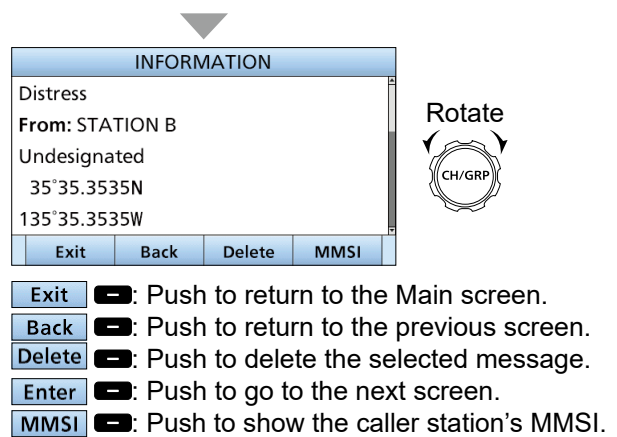 INFORMATION
Distress
From: STATION B
Undesignated
35°35.3535N
135°35.3535W
Exit Back Delete MMSI
Rotate
CH/GRP
Exit : Push to return to the Main screen.
Back : Push to return to the previous screen.
Delete : Push to delete the selected message.
Enter : Push to go to the next screen.
MMSI : Push to show the caller station's MMSI.